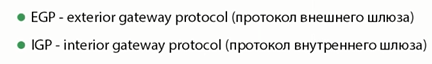 • EGP - exterior gateway protocol (протокол внешнего шлюза)
• IGP - interior gateway protocol (протокол внутреннего шлюза)